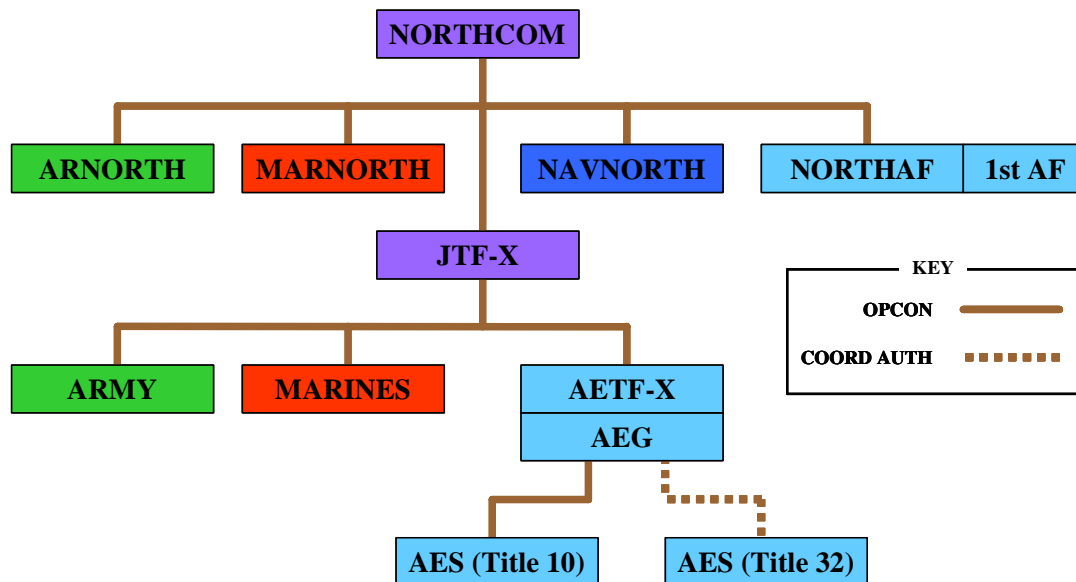 NORTHCOM
ARNORTH
MARNORTH
NAVNORTH
NORTHAF
1st AF
JTF-X
KEY
OPCON
COORD AUTH
ARMY
MARINES
AETF-X
AEG
AES (Title 10)
AES (Title 32)